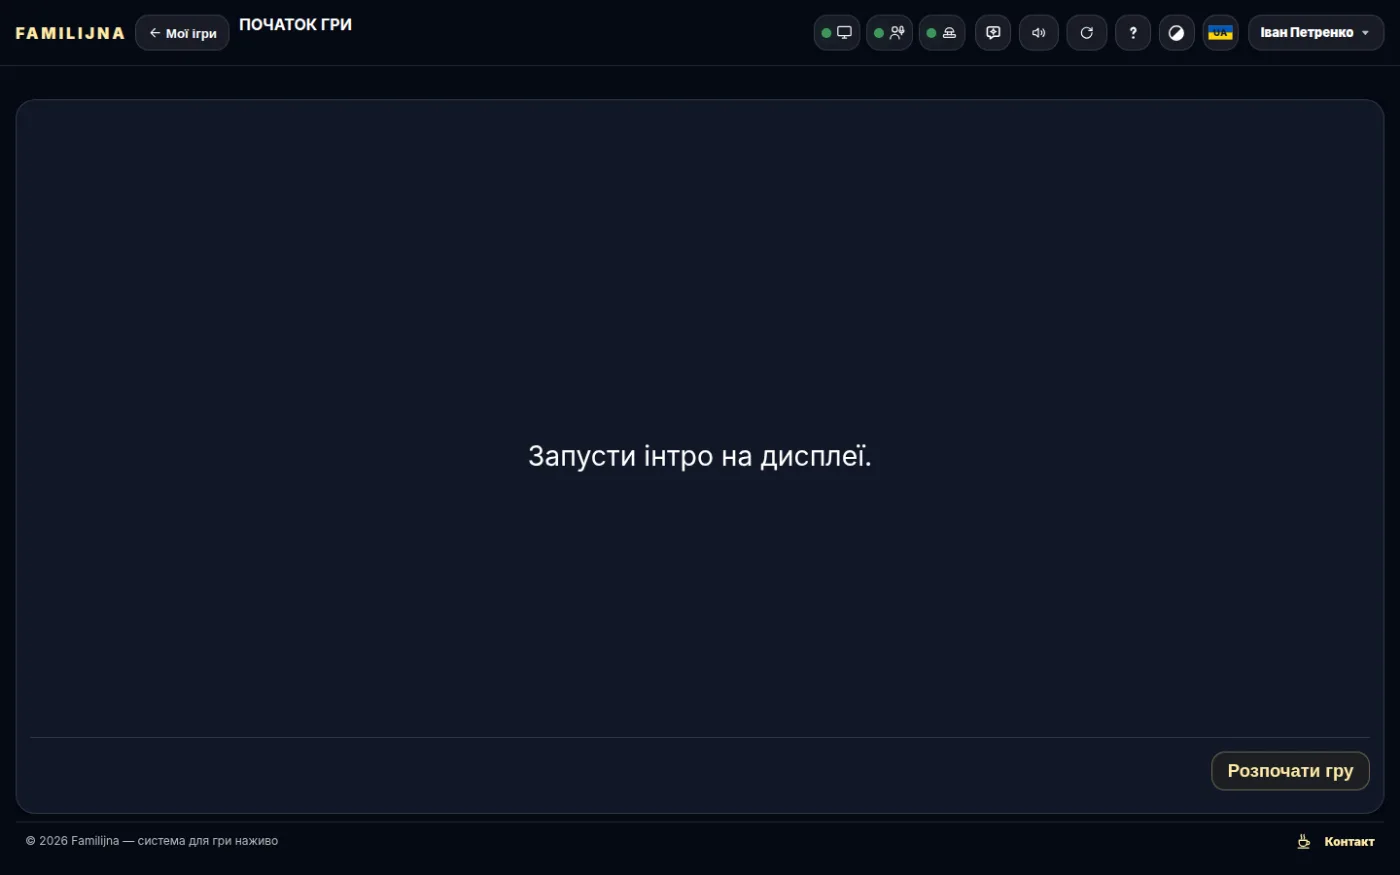 FAMILIJNA
← Мої ігри
ПОЧАТОК ГРИ
?
UA
Іван Петренко
Запусти інтро на дисплеї.
Розпочати гру
© 2026 Familijna — система для гри наживо
Контакт